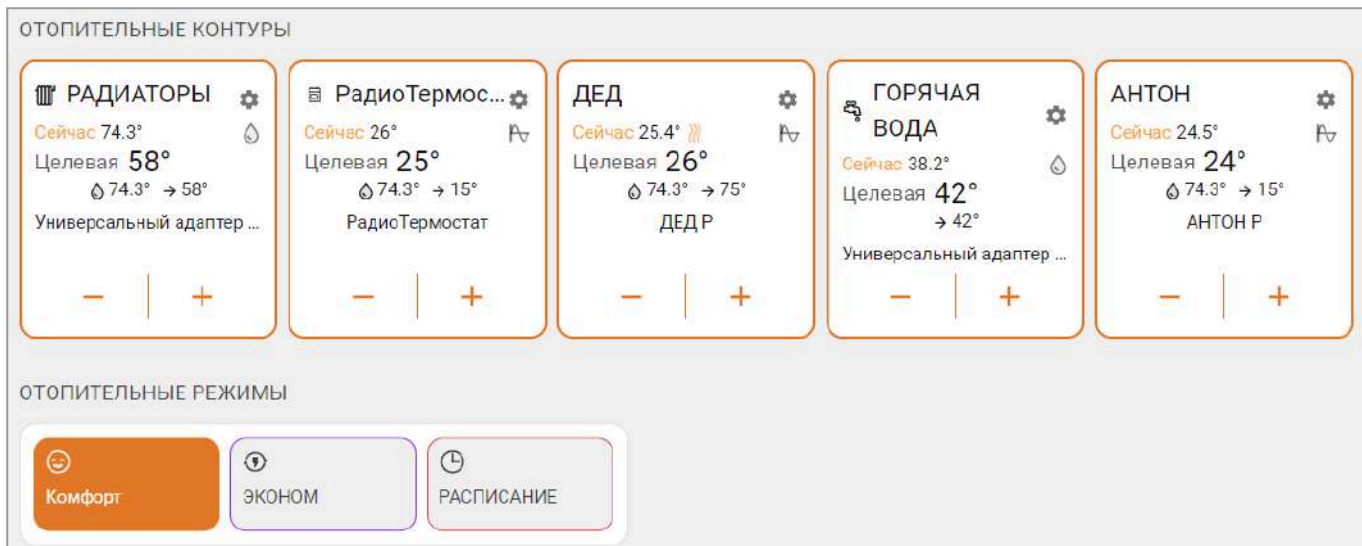 ОТОПИТЕЛЬНЫЕ КОНТУРЫ
РАДИАТОРЫ
Сейчас 74.3°
Целевая 58°
74.3° → 58°
Универсальный адаптер ...
− +
РадиоТермос...
Сейчас 26°
Целевая 25°
74.3° → 15°
РадиоТермостат
− +
ДЕД
Сейчас 25.4°
Целевая 26°
74.3° → 75°
ДЕД Р
− +
ГОРЯЧАЯ
ВОДА
Сейчас 38.2°
Целевая 42°
→ 42°
Универсальный адаптер ...
− +
АНТОН
Сейчас 24.5°
Целевая 24°
74.3° → 15°
АНТОН Р
− +
ОТОПИТЕЛЬНЫЕ РЕЖИМЫ
Комфорт
ЭКОНОМ
РАСПИСАНИЕ